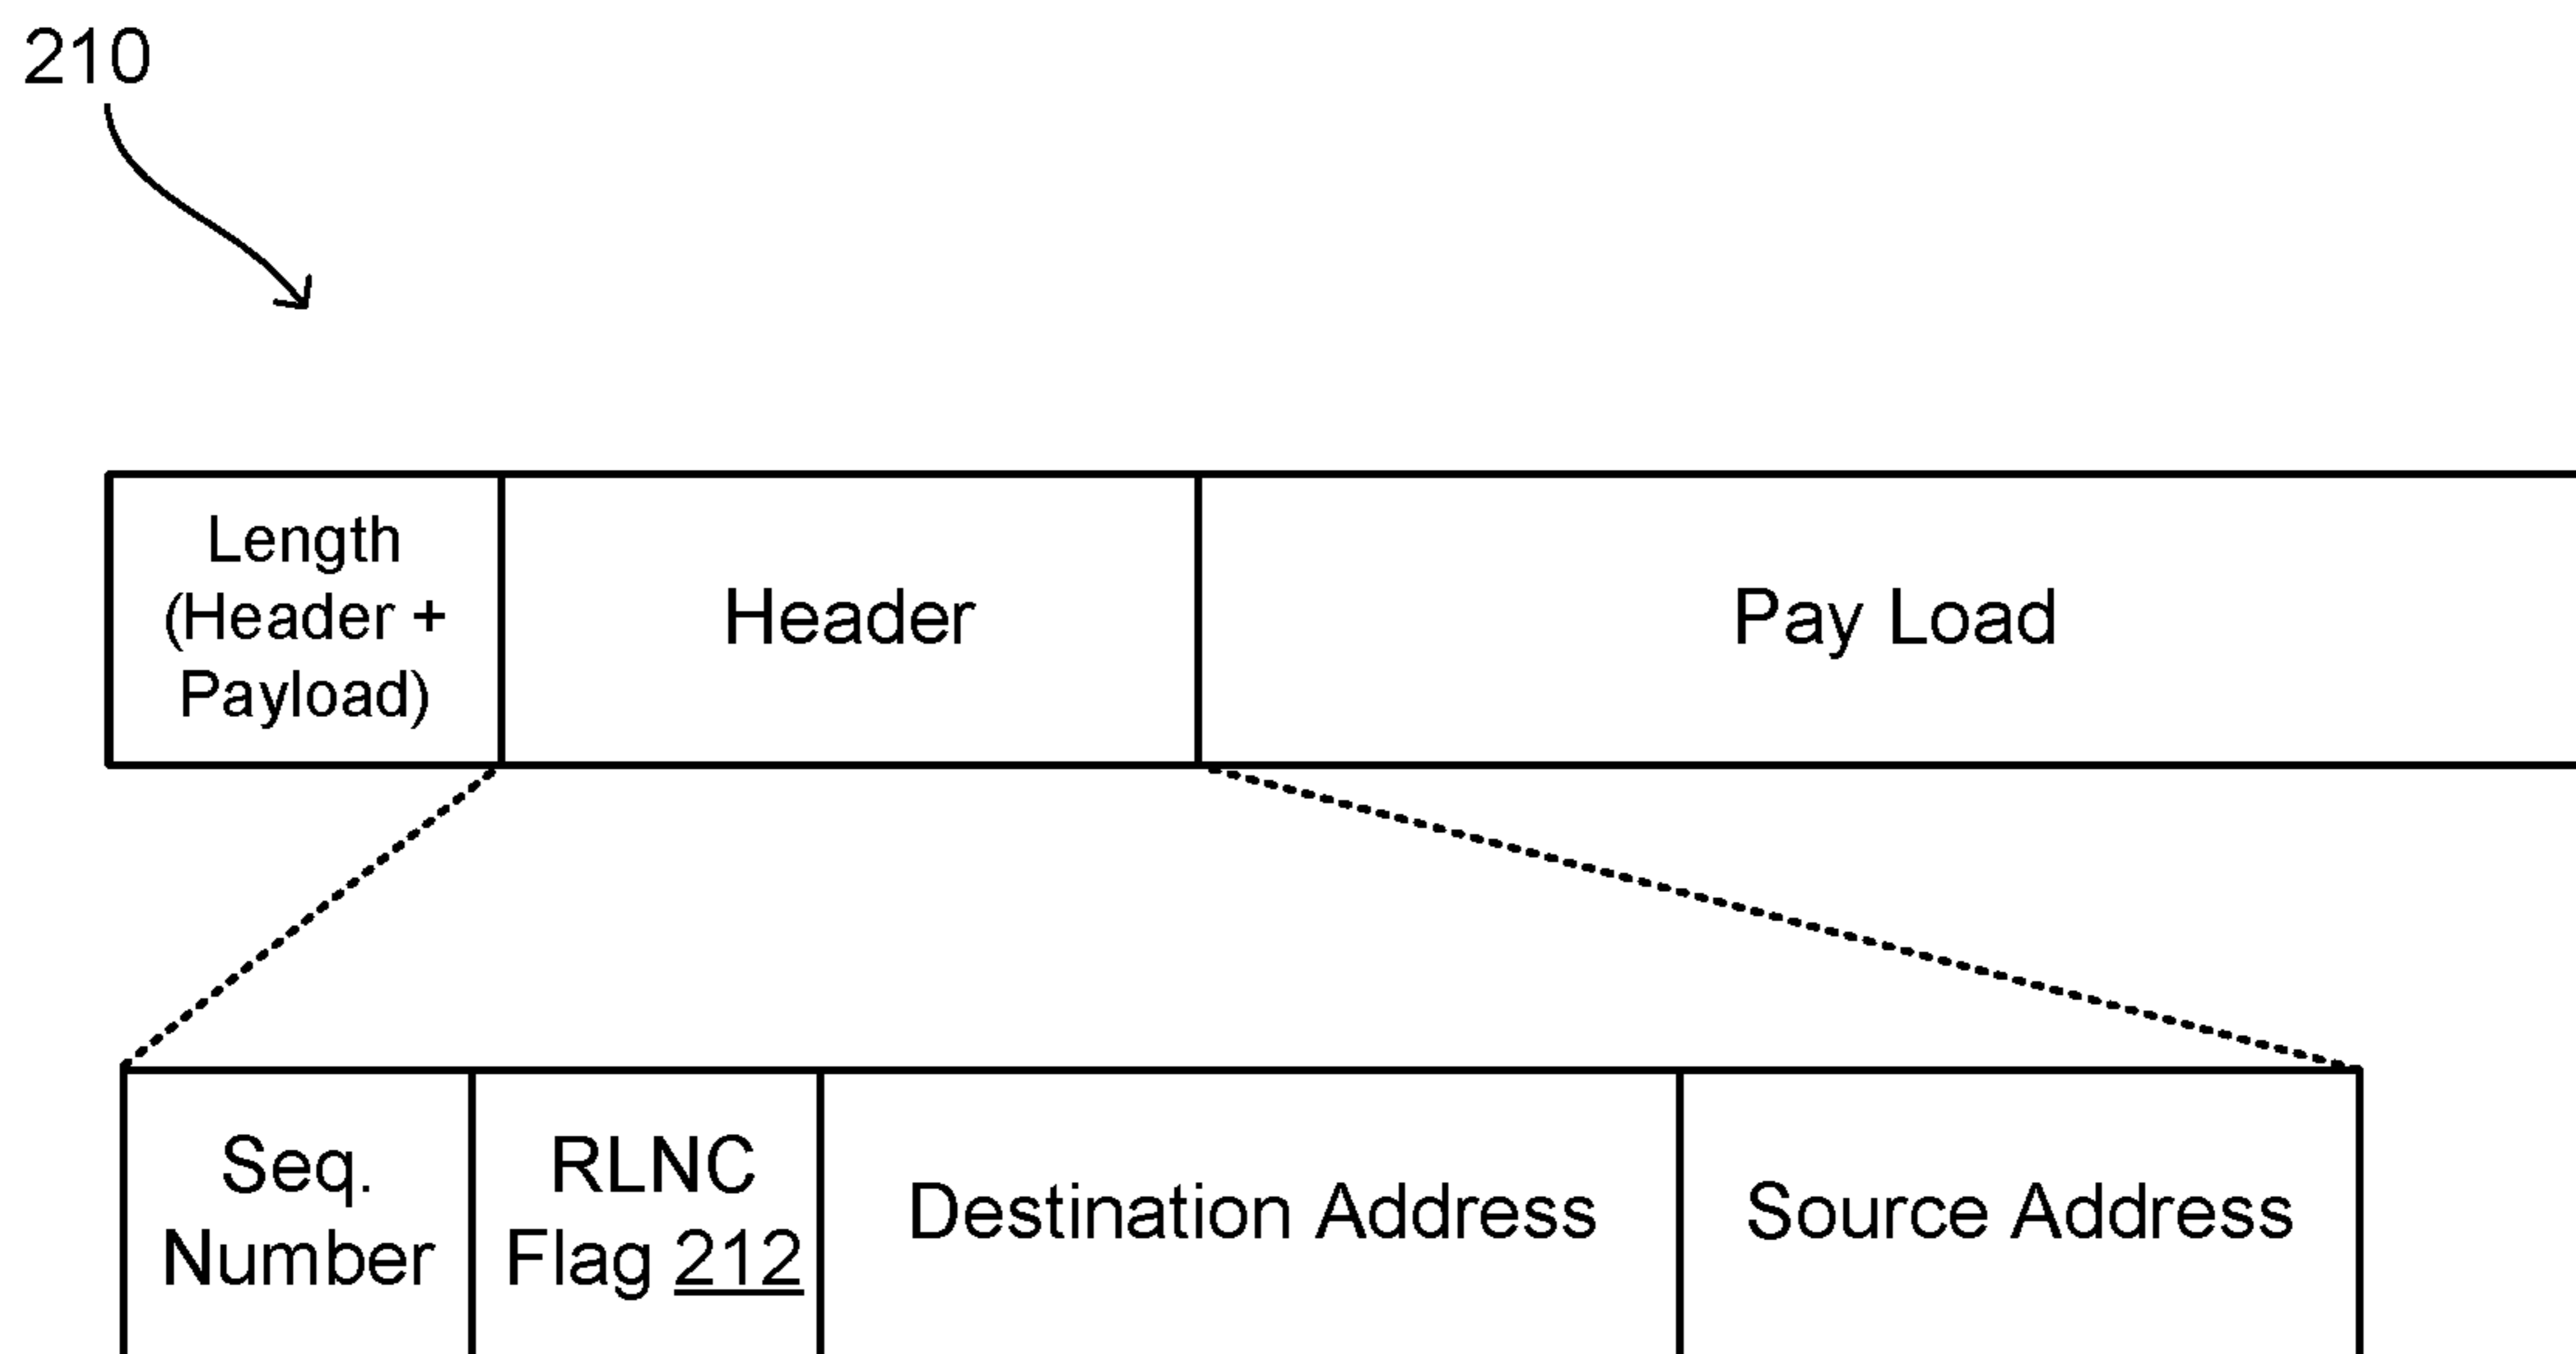 210
Length
(Header +
Payload)
Header
Pay Load
Seq.
Number
RLNC
Flag 212
Destination Address
Source Address